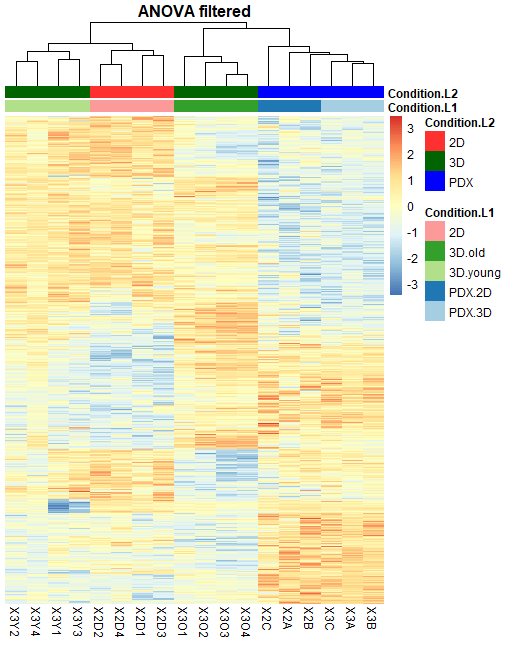 ANOVA filtered
Condition.L2
Condition.L1
3
2
1
0
-1
-2
-3
Condition.L2
2D
3D
PDX
Condition.L1
2D
3D.old
3D.young
PDX.2D
PDX.3D
X3Y2
X3Y4
X3Y1
X3Y3
X2D2
X2D4
X2D1
X2D3
X3O1
X3O2
X3O3
X3O4
X2C
X2A
X2B
X3C
X3A
X3B